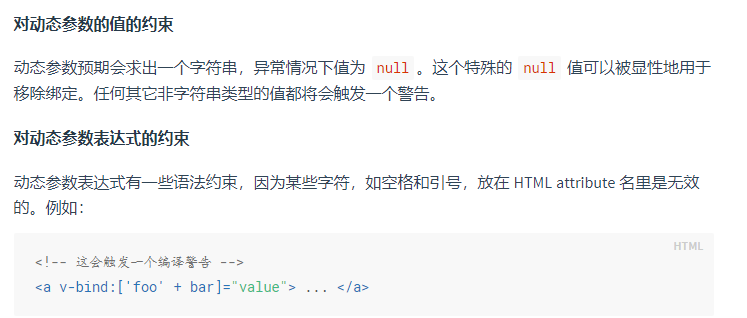 对动态参数的值的约束
动态参数预期会求出一个字符串，异常情况下值为 null 。这个特殊的 null 值可以被显性地用于
移除绑定。任何其它非字符串类型的值都将会触发一个警告。
对动态参数表达式的约束
动态参数表达式有一些语法约束，因为某些字符，如空格和引号，放在 HTML attribute 名里是无效
的。例如：
HTML
<!-- 这会触发一个编译警告 -->
<a v-bind:['foo' + bar]="value"> ... </a>